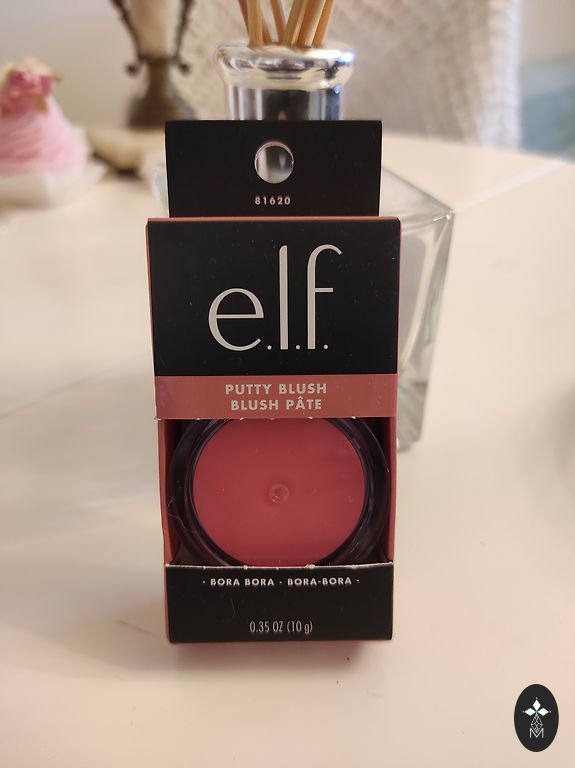 81620
e.l.f.
PUTTY BLUSH
BLUSH PÂTE
- BORA BORA - BORA-BORA -
0.35 OZ (10 g)
M